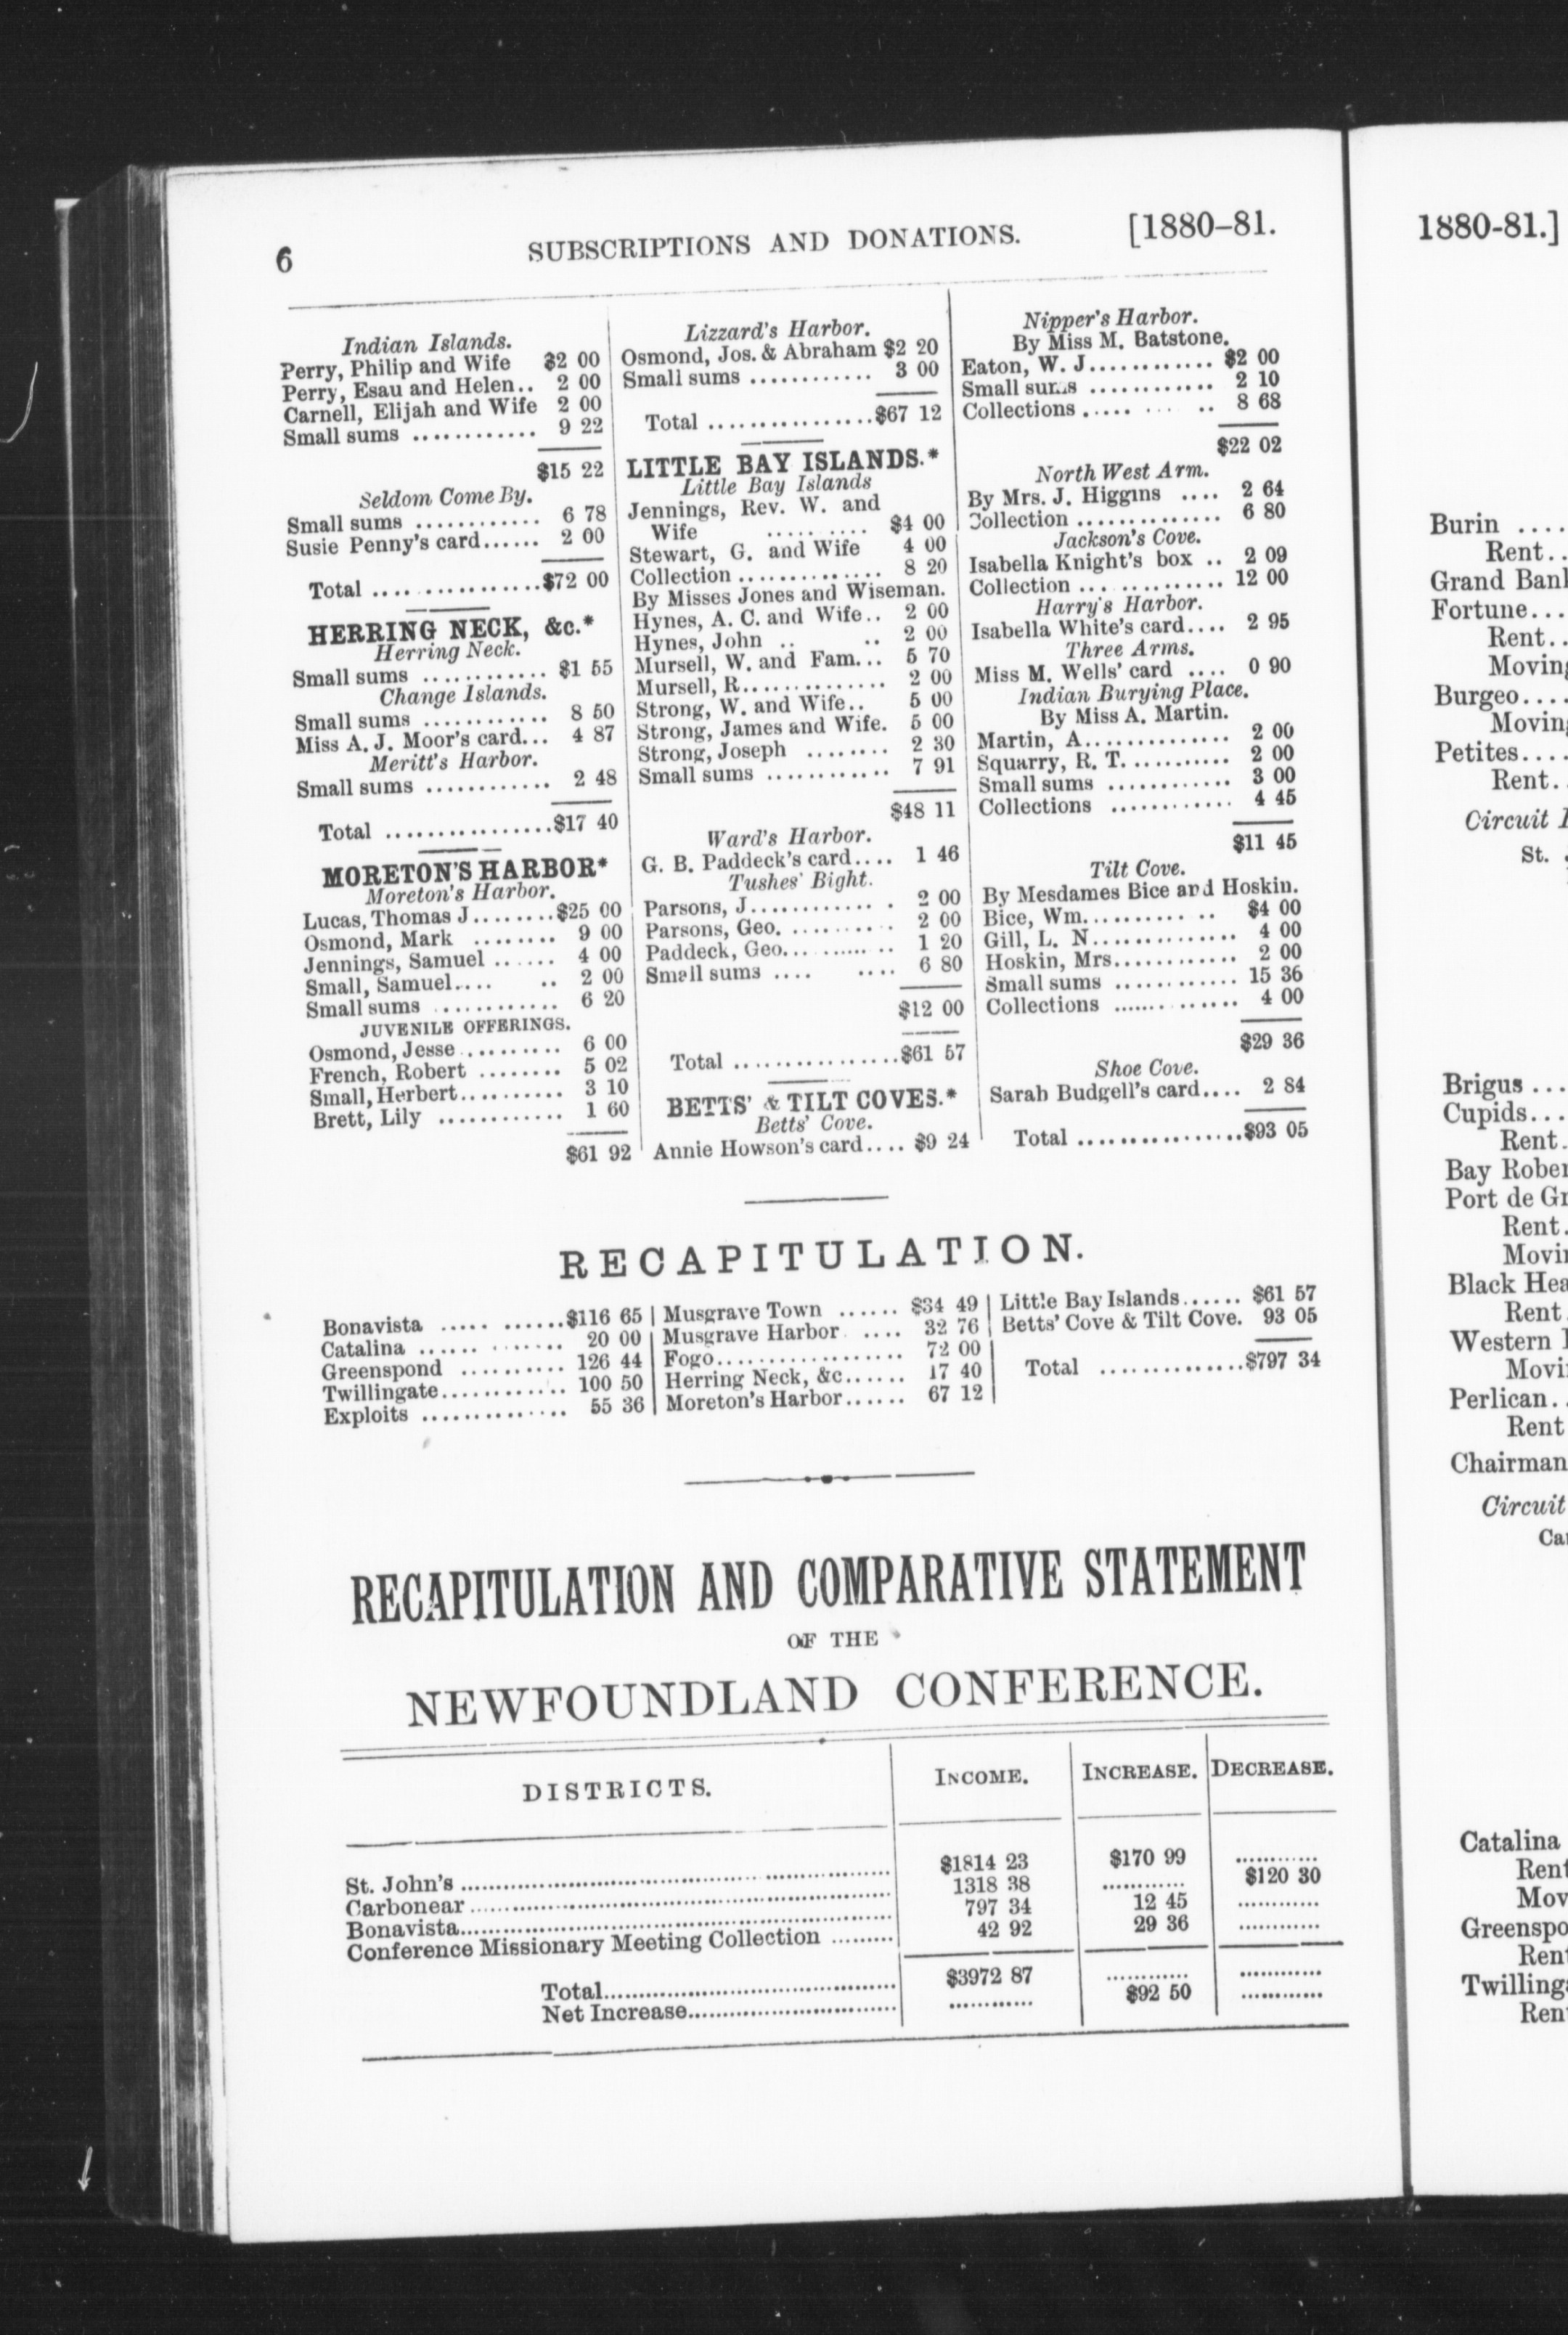 6
SUBSCRIPTIONS AND DONATIONS.
[1880–81.
Indian Islands.
Perry, Philip and Wife $2 00
Perry, Esau and Helen.. 2 00
Carnell, Elijah and Wife 2 00
Small sums ............ 9 22
$15 22
Seldom Come By.
Small sums ............ 6 78
Susie Penny's card...... 2 00
Total .... ..............$72 00
HERRING NECK, &c.*
Herring Neck.
Small sums ............ $1 55
Change Islands.
Small sums ............ 8 50
Miss A. J. Moor's card... 4 87
Meritt's Harbor.
Small sums ............ 2 48
Total ................$17 40
MORETON'S HARBOR*
Moreton's Harbor.
Lucas, Thomas J........$25 00
Osmond, Mark ........ 9 00
Jennings, Samuel ...... 4 00
Small, Samuel.... .. 2 00
Small sums ............ 6 20
JUVENILE OFFERINGS.
Osmond, Jesse.......... 6 00
French, Robert ........ 5 02
Small, Herbert.......... 3 10
Brett, Lily ............ 1 60
$61 92
Lizzard's Harbor.
Osmond, Jos. & Abraham $2 20
Small sums ............ 3 00
Total ................$67 12
LITTLE BAY ISLANDS.*
Little Bay Islands
Jennings, Rev. W. and
Wife .......... $4 00
Stewart, G. and Wife 4 00
Collection .............. 8 20
By Misses Jones and Wiseman.
Hynes, A. C. and Wife.. 2 00
Hynes, John .. .. 2 00
Mursell, W. and Fam... 5 70
Mursell, R.............. 2 00
Strong, W. and Wife.. 5 00
Strong, James and Wife. 5 00
Strong, Joseph ........ 2 30
Small sums ............ 7 91
$48 11
Ward's Harbor.
G. B. Paddeck's card.... 1 46
Tushes' Bight.
Parsons, J............ . 2 00
Parsons, Geo. .......... 2 00
Paddeck, Geo........... 1 20
Small sums .... .... 6 80
$12 00
Total ................$61 57
BETTS' & TILT COVES.*
Betts' Cove.
Annie Howson's card.... $9 24
Nipper's Harbor.
By Miss M. Batstone.
Eaton, W. J............ $2 00
Small sums ............ 2 10
Collections ..... .... .. 8 68
$22 02
North West Arm.
By Mrs. J. Higgins .... 2 64
Collection .............. 6 80
Jackson's Cove.
Isabella Knight's box .. 2 09
Collection .............. 12 00
Harry's Harbor.
Isabella White's card.... 2 95
Three Arms.
Miss M. Wells' card .... 0 90
Indian Burying Place.
By Miss A. Martin.
Martin, A.............. 2 00
Squarry, R. T. .......... 2 00
Small sums ............ 3 00
Collections ............ 4 45
$11 45
Tilt Cove.
By Mesdames Bice and Hoskin.
Bice, Wm.......... .. $4 00
Gill, L. N.............. 4 00
Hoskin, Mrs............ 2 00
Small sums ............ 15 36
Collections ............ 4 00
$29 36
Shoe Cove.
Sarah Budgell's card.... 2 84
Total ................$93 05
RECAPITULATION.
Bonavista ..... ......$116 65
Catalina ...... ....... 20 00
Greenspond .......... 126 44
Twillingate............ 100 50
Exploits .............. 55 36
Musgrave Town ...... $34 49
Musgrave Harbor .... 32 76
Fogo.................. 72 00
Herring Neck, &c...... 17 40
Moreton's Harbor...... 67 12
Little Bay Islands...... $61 57
Betts' Cove & Tilt Cove. 93 05
Total ..............$797 34
RECAPITULATION AND COMPARATIVE STATEMENT
OF THE
NEWFOUNDLAND CONFERENCE.
DISTRICTS. INCOME. INCREASE. DECREASE.
St. John's ............ $1814 23 $170 99 ............
Carbonear ............ 1318 38 ............ $120 30
Bonavista............ 797 34 12 45 ............
Conference Missionary Meeting Collection ......... 42 92 29 36 ............
Total............ $3972 87 ............ ............
Net Increase............ ............ $92 50 ............
1880-81.]
Burin ....
Rent..
Grand Bank
Fortune...
Rent..
Moving
Burgeo....
Moving
Petites....
Rent..
Circuit
St.
Brigus ...
Cupids...
Rent.
Bay Rober
Port de Gr
Rent.
Movin
Black Hea
Rent
Western
Movi
Perlican..
Rent
Chairman
Circuit
Ca
Catalina
Rent
Mov
Greenspo
Rent
Twilling
Ren